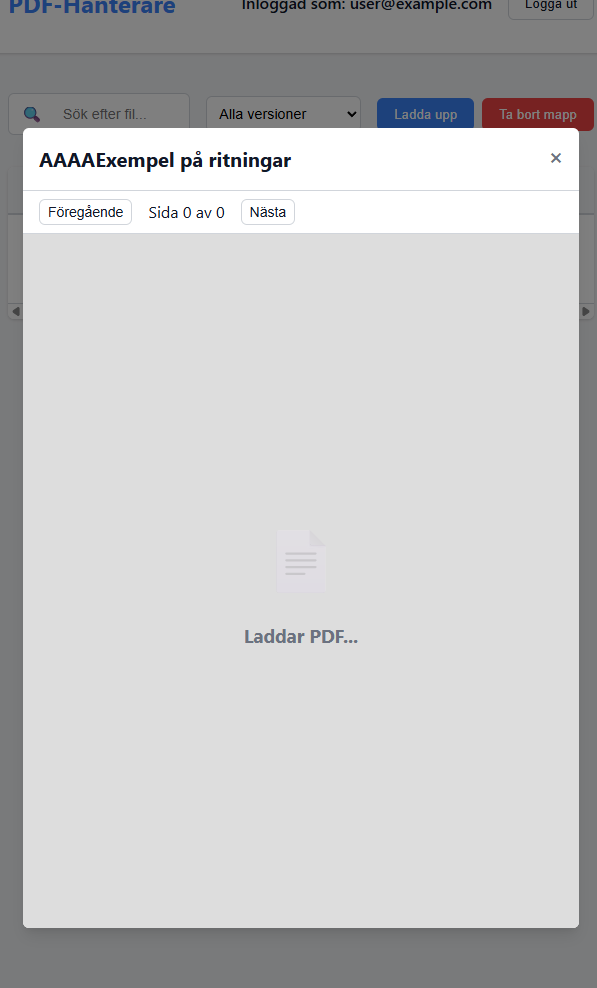 PDF-Hanterare
Inloggad som: user@example.com
Logga ut
Sök efter fil...
Alla versioner
Ladda upp
Ta bort mapp
AAAAExempel på ritningar
×
Föregående
Sida 0 av 0
Nästa
Laddar PDF...